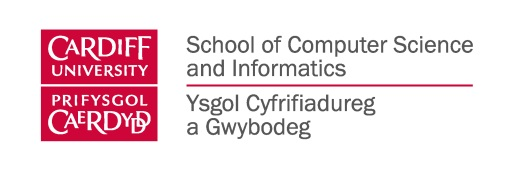 CARDIFF
UNIVERSITY
PRIFYSGOL
CAERDYDD
School of Computer Science
and Informatics
Ysgol Cyfrifiadureg
a Gwybodeg